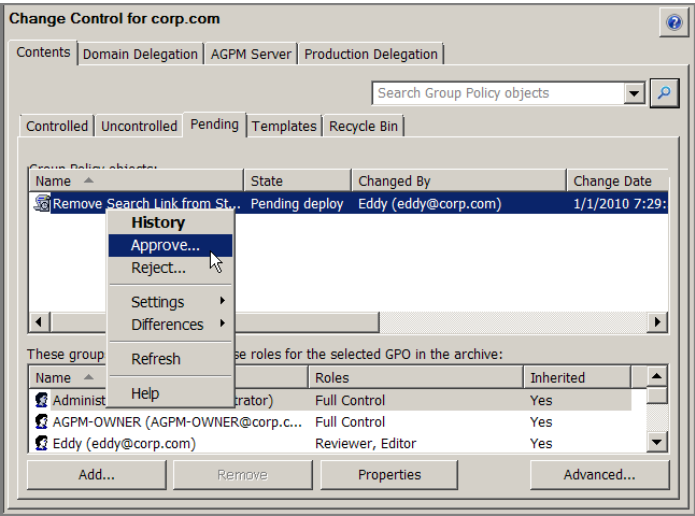 Change Control for corp.com
Contents Domain Delegation AGPM Server Production Delegation
Search Group Policy objects
Controlled Uncontrolled Pending Templates Recycle Bin
Group Policy objects:
Name State Changed By Change Date
Remove Search Link from St... Pending deploy Eddy (eddy@corp.com) 1/1/2010 7:29:
History
Approve...
Reject...
Settings
Differences
Refresh
Help
These group se roles for the selected GPO in the archive:
Name Roles Inherited
Administ trator) Full Control Yes
AGPM-OWNER (AGPM-OWNER@corp.c... Full Control Yes
Eddy (eddy@corp.com) Reviewer, Editor Yes
Add... Remove Properties Advanced...